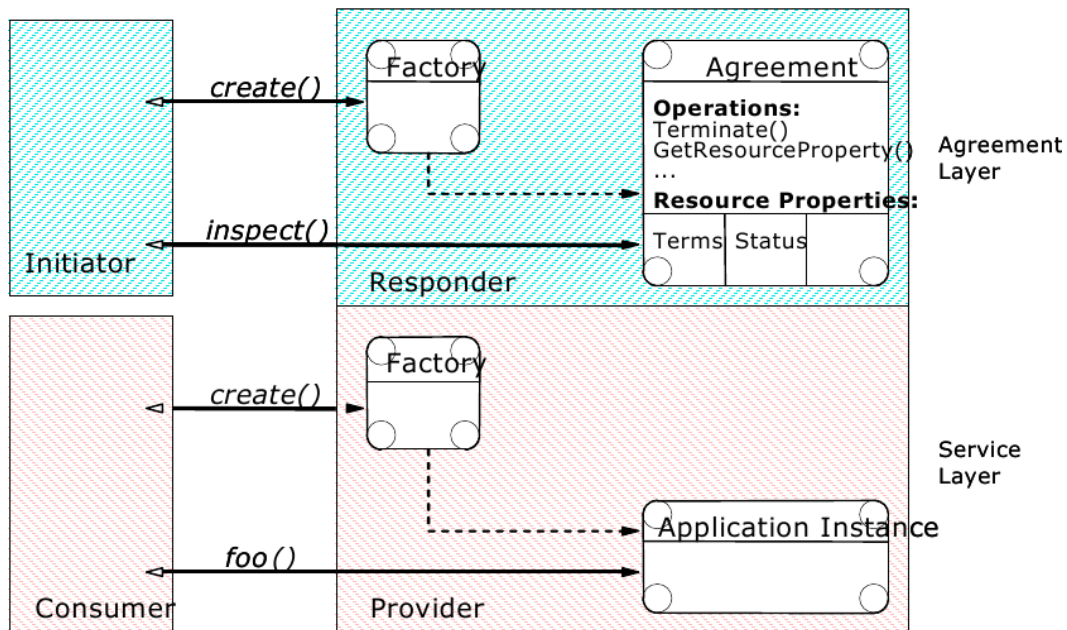 Factory
Agreement
create()
Operations:
Terminate()
GetResourceProperty()
...
Agreement
Layer
Resource Properties:
inspect()
Terms
Status
Initiator
Responder
Factory
create()
Service
Layer
Application Instance
foo()
Consumer
Provider